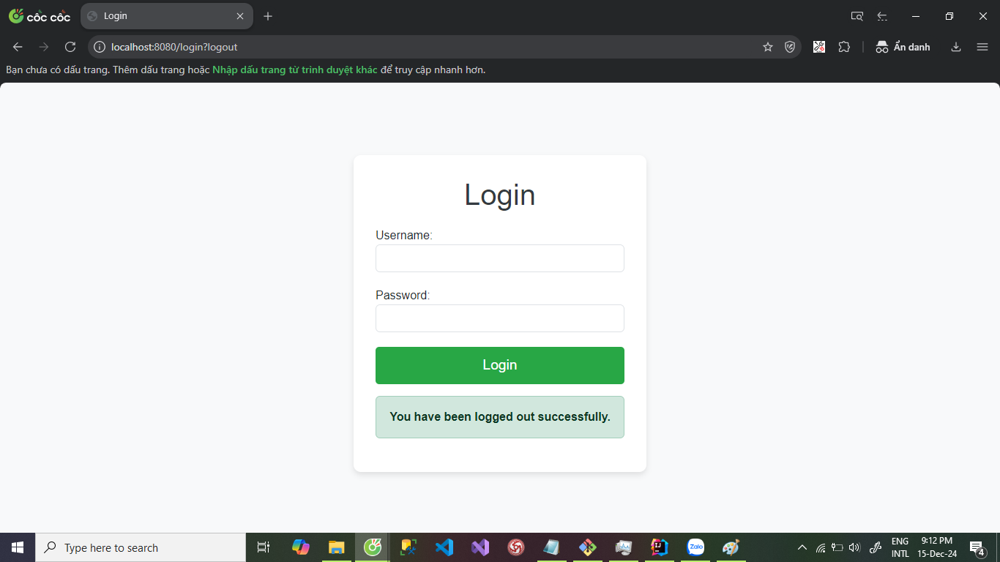 cốc cốc
Login
localhost:8080/login?logout
Ẩn danh
Bạn chưa có dấu trang. Thêm dấu trang hoặc Nhập dấu trang từ trình duyệt khác để truy cập nhanh hơn.
Login
Username:
Password:
Login
You have been logged out successfully.
Type here to search
Zalo
IJ
ENG
INTL
9:12 PM
15-Dec-24
4